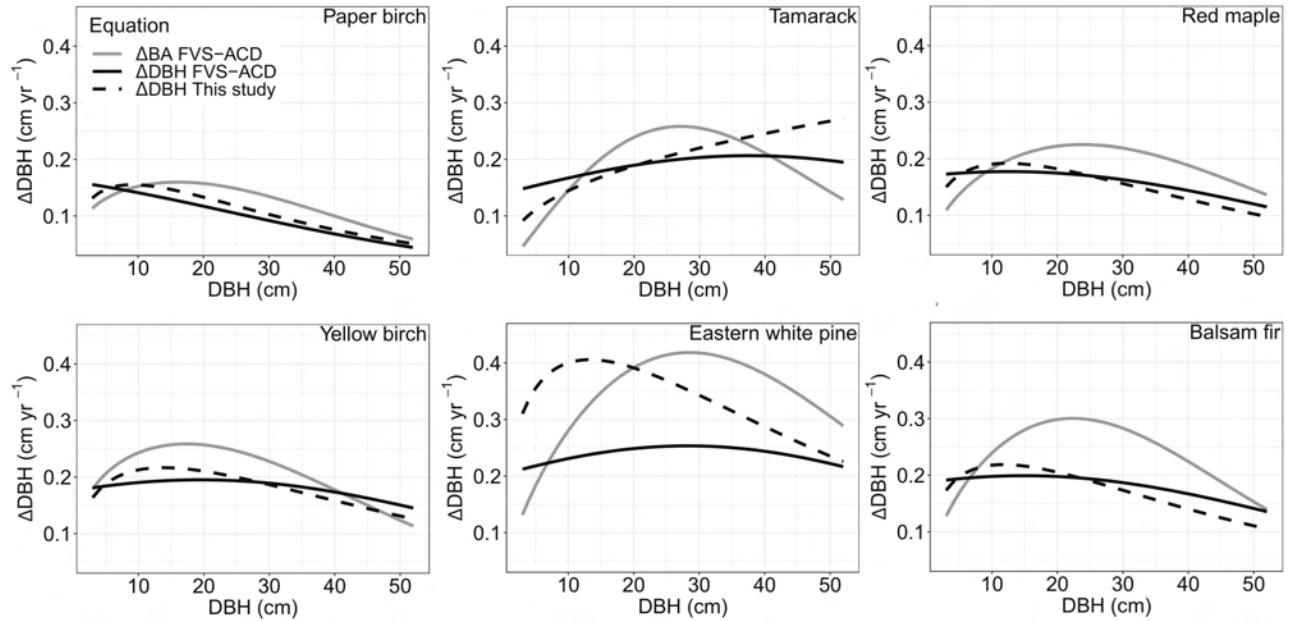 Paper birch
Equation
ΔBA FVS−ACD
ΔDBH FVS−ACD
ΔDBH This study
0.4
0.3
0.2
0.1
ΔDBH (cm yr⁻¹)
10 20 30 40 50
DBH (cm)
Tamarack
0.4
0.3
0.2
0.1
ΔDBH (cm yr⁻¹)
10 20 30 40 50
DBH (cm)
Red maple
0.4
0.3
0.2
0.1
ΔDBH (cm yr⁻¹)
10 20 30 40 50
DBH (cm)
Yellow birch
0.4
0.3
0.2
0.1
ΔDBH (cm yr⁻¹)
10 20 30 40 50
DBH (cm)
Eastern white pine
0.4
0.3
0.2
0.1
ΔDBH (cm yr⁻¹)
10 20 30 40 50
DBH (cm)
Balsam fir
0.4
0.3
0.2
0.1
ΔDBH (cm yr⁻¹)
10 20 30 40 50
DBH (cm)